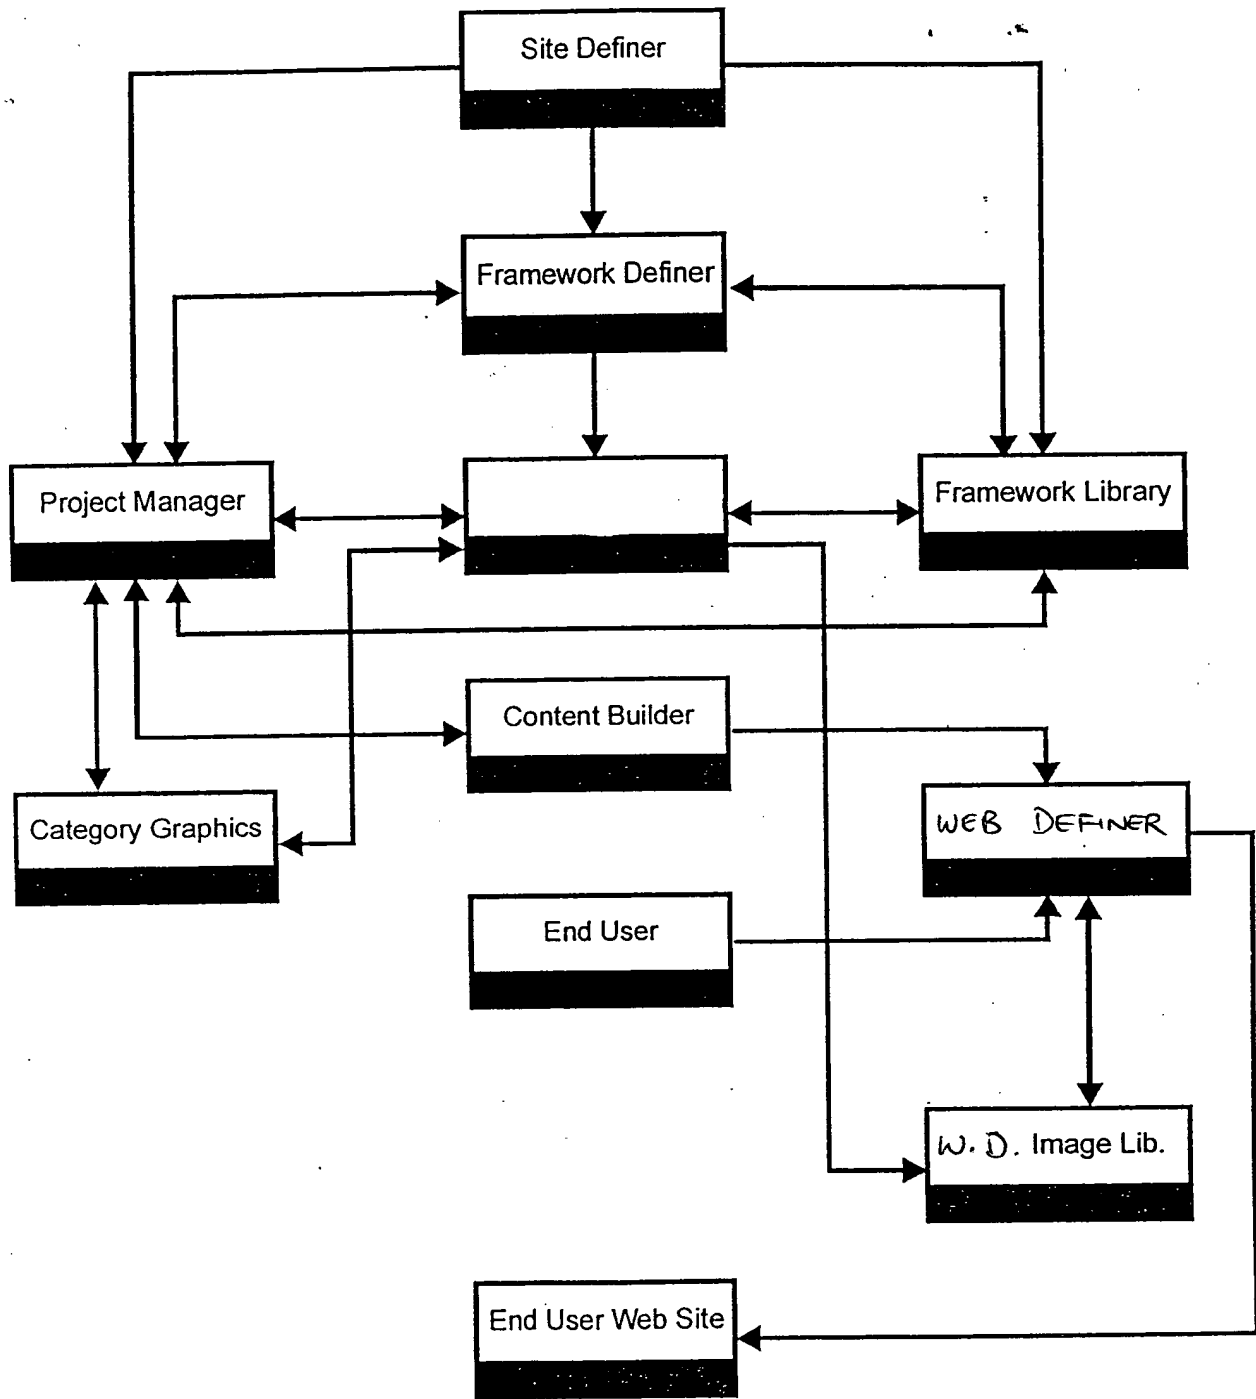 Site Definer
Framework Definer
Project Manager
Framework Library
Content Builder
Category Graphics
WEB DEFINER
End User
W.D. Image Lib.
End User Web Site